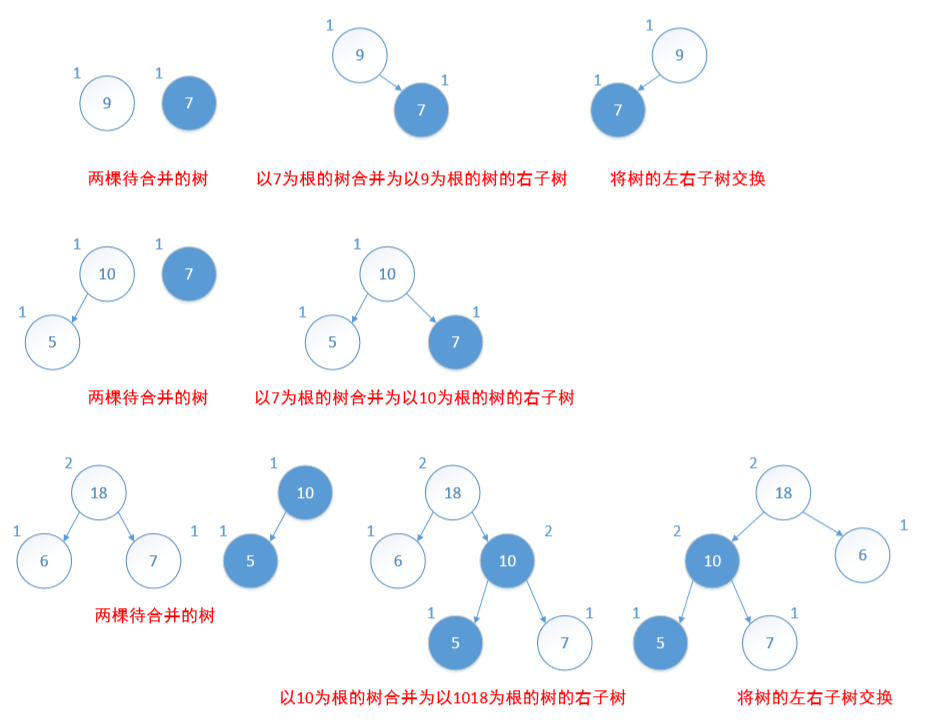 1 1 1
9 9
1 1 1 1
9 7 7 7
两棵待合并的树 以7为根的树合并为以9为根的树的右子树 将树的左右子树交换
1 1 1
10 7 10
1 1 1
5 5 7
两棵待合并的树 以7为根的树合并为以10为根的树的右子树
2 1 2 2
18 10 18 18
1 1 1 1 2 2 1
6 7 5 6 10 10 6
两棵待合并的树
1 1 1 1
5 7 5 7
以10为根的树合并为以1018为根的树的右子树 将树的左右子树交换